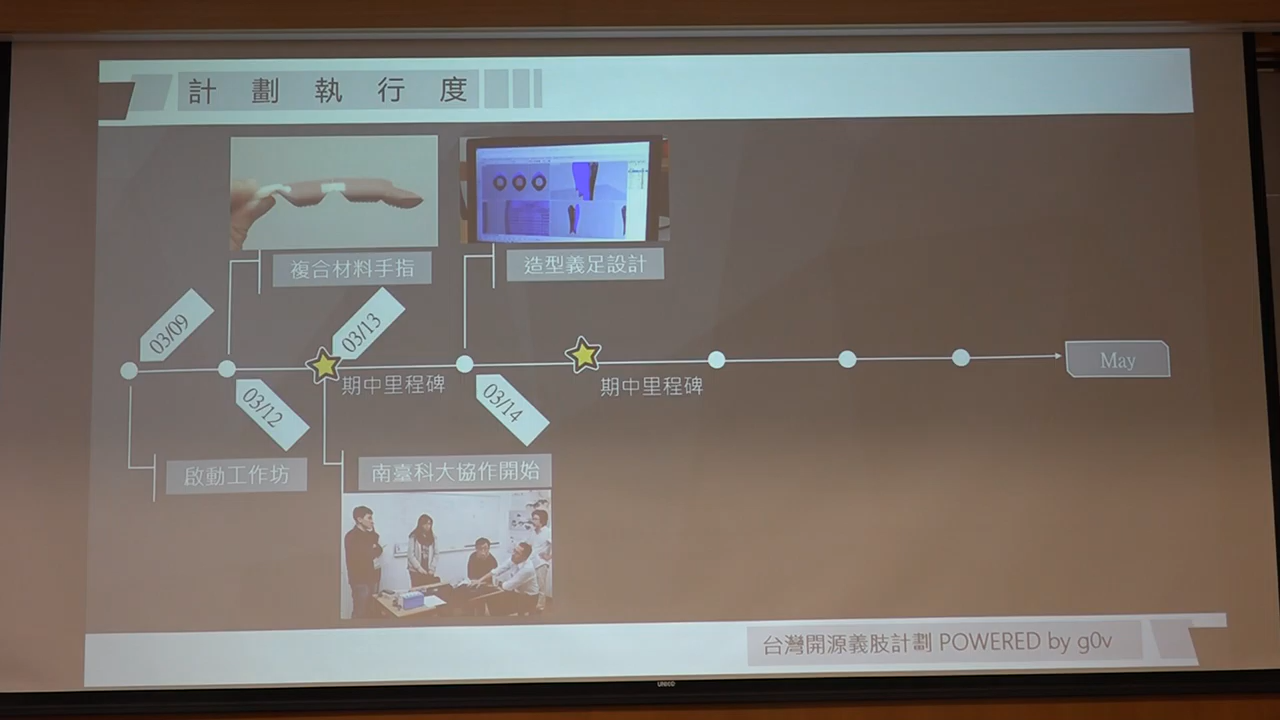 計劃執行度
複合材料手指
造型義足設計
03/09
03/13
期中里程碑
期中里程碑
May
03/12
03/14
啟動工作坊
南臺科大協作開始
台灣開源義肢計劃 POWERED by g0v